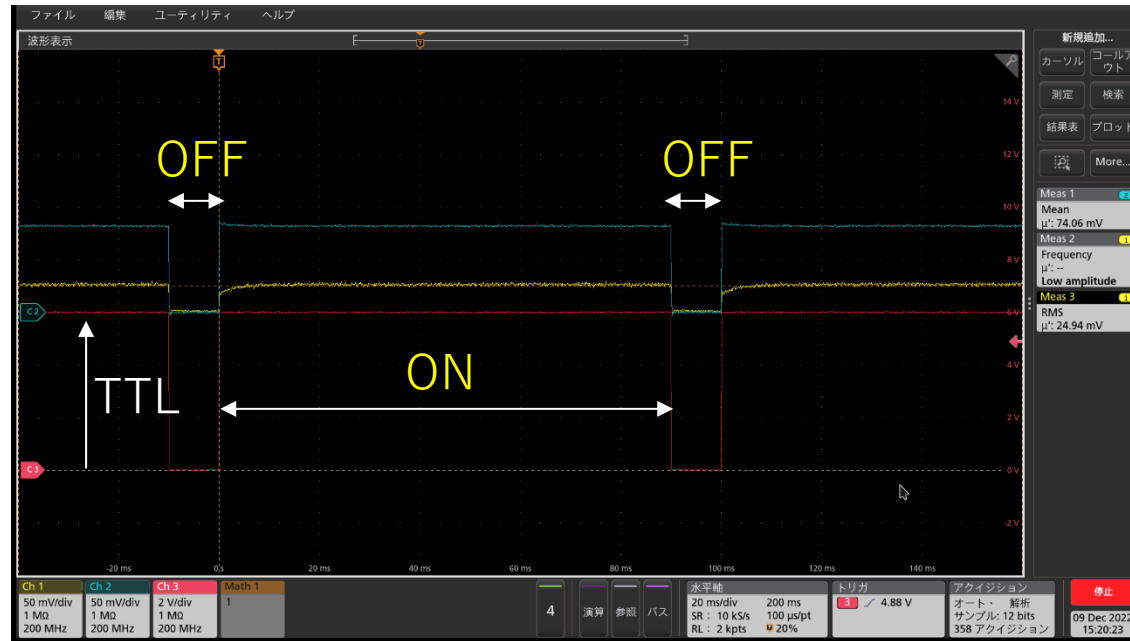 ファイル 編集 ユーティリティ ヘルプ
波形表示
T
T
新規追加...
カーソル コールアウト
測定 検索
結果表 プロット
More...
14 V
12 V
10 V
8 V
6 V
4 V
2 V
0 V
-2 V
OFF
OFF
ON
TTL
C2
C3
Meas 1 2
Mean
μ': 74.06 mV
Meas 2 1
Frequency
μ': --
Low amplitude
Meas 3 1
RMS
μ': 24.94 mV
-20 ms 0 s 20 ms 40 ms 60 ms 80 ms 100 ms 120 ms 140 ms
Ch 1
50 mV/div
1 MΩ
200 MHz
Ch 2
50 mV/div
1 MΩ
200 MHz
Ch 3
2 V/div
1 MΩ
200 MHz
Math 1
1
4
演算 参照 バス
水平軸
20 ms/div 200 ms
SR : 10 kS/s 100 μs/pt
RL : 2 kpts 20%
トリガ
3 4.88 V
アクイジション
オート・ 解析
サンプル: 12 bits
358 アクイジション
停止
09 Dec 2022
15:20:23